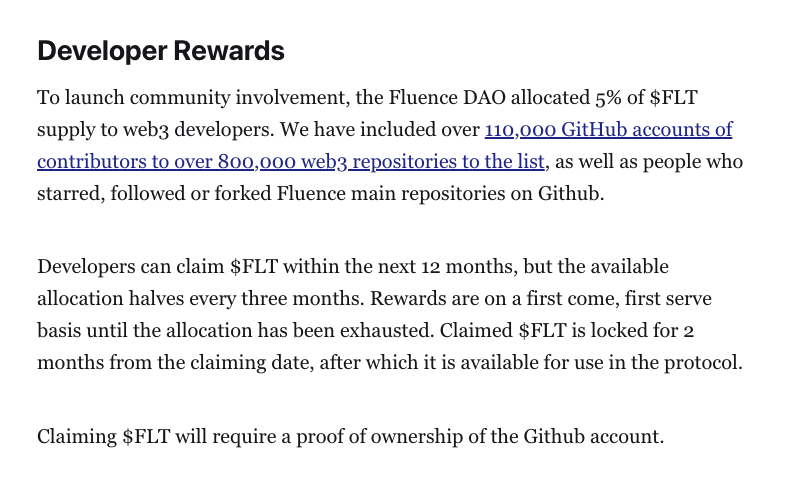 Developer Rewards
To launch community involvement, the Fluence DAO allocated 5% of $FLT
supply to web3 developers. We have included over 110,000 GitHub accounts of
contributors to over 800,000 web3 repositories to the list, as well as people who
starred, followed or forked Fluence main repositories on Github.
Developers can claim $FLT within the next 12 months, but the available
allocation halves every three months. Rewards are on a first come, first serve
basis until the allocation has been exhausted. Claimed $FLT is locked for 2
months from the claiming date, after which it is available for use in the protocol.
Claiming $FLT will require a proof of ownership of the Github account.